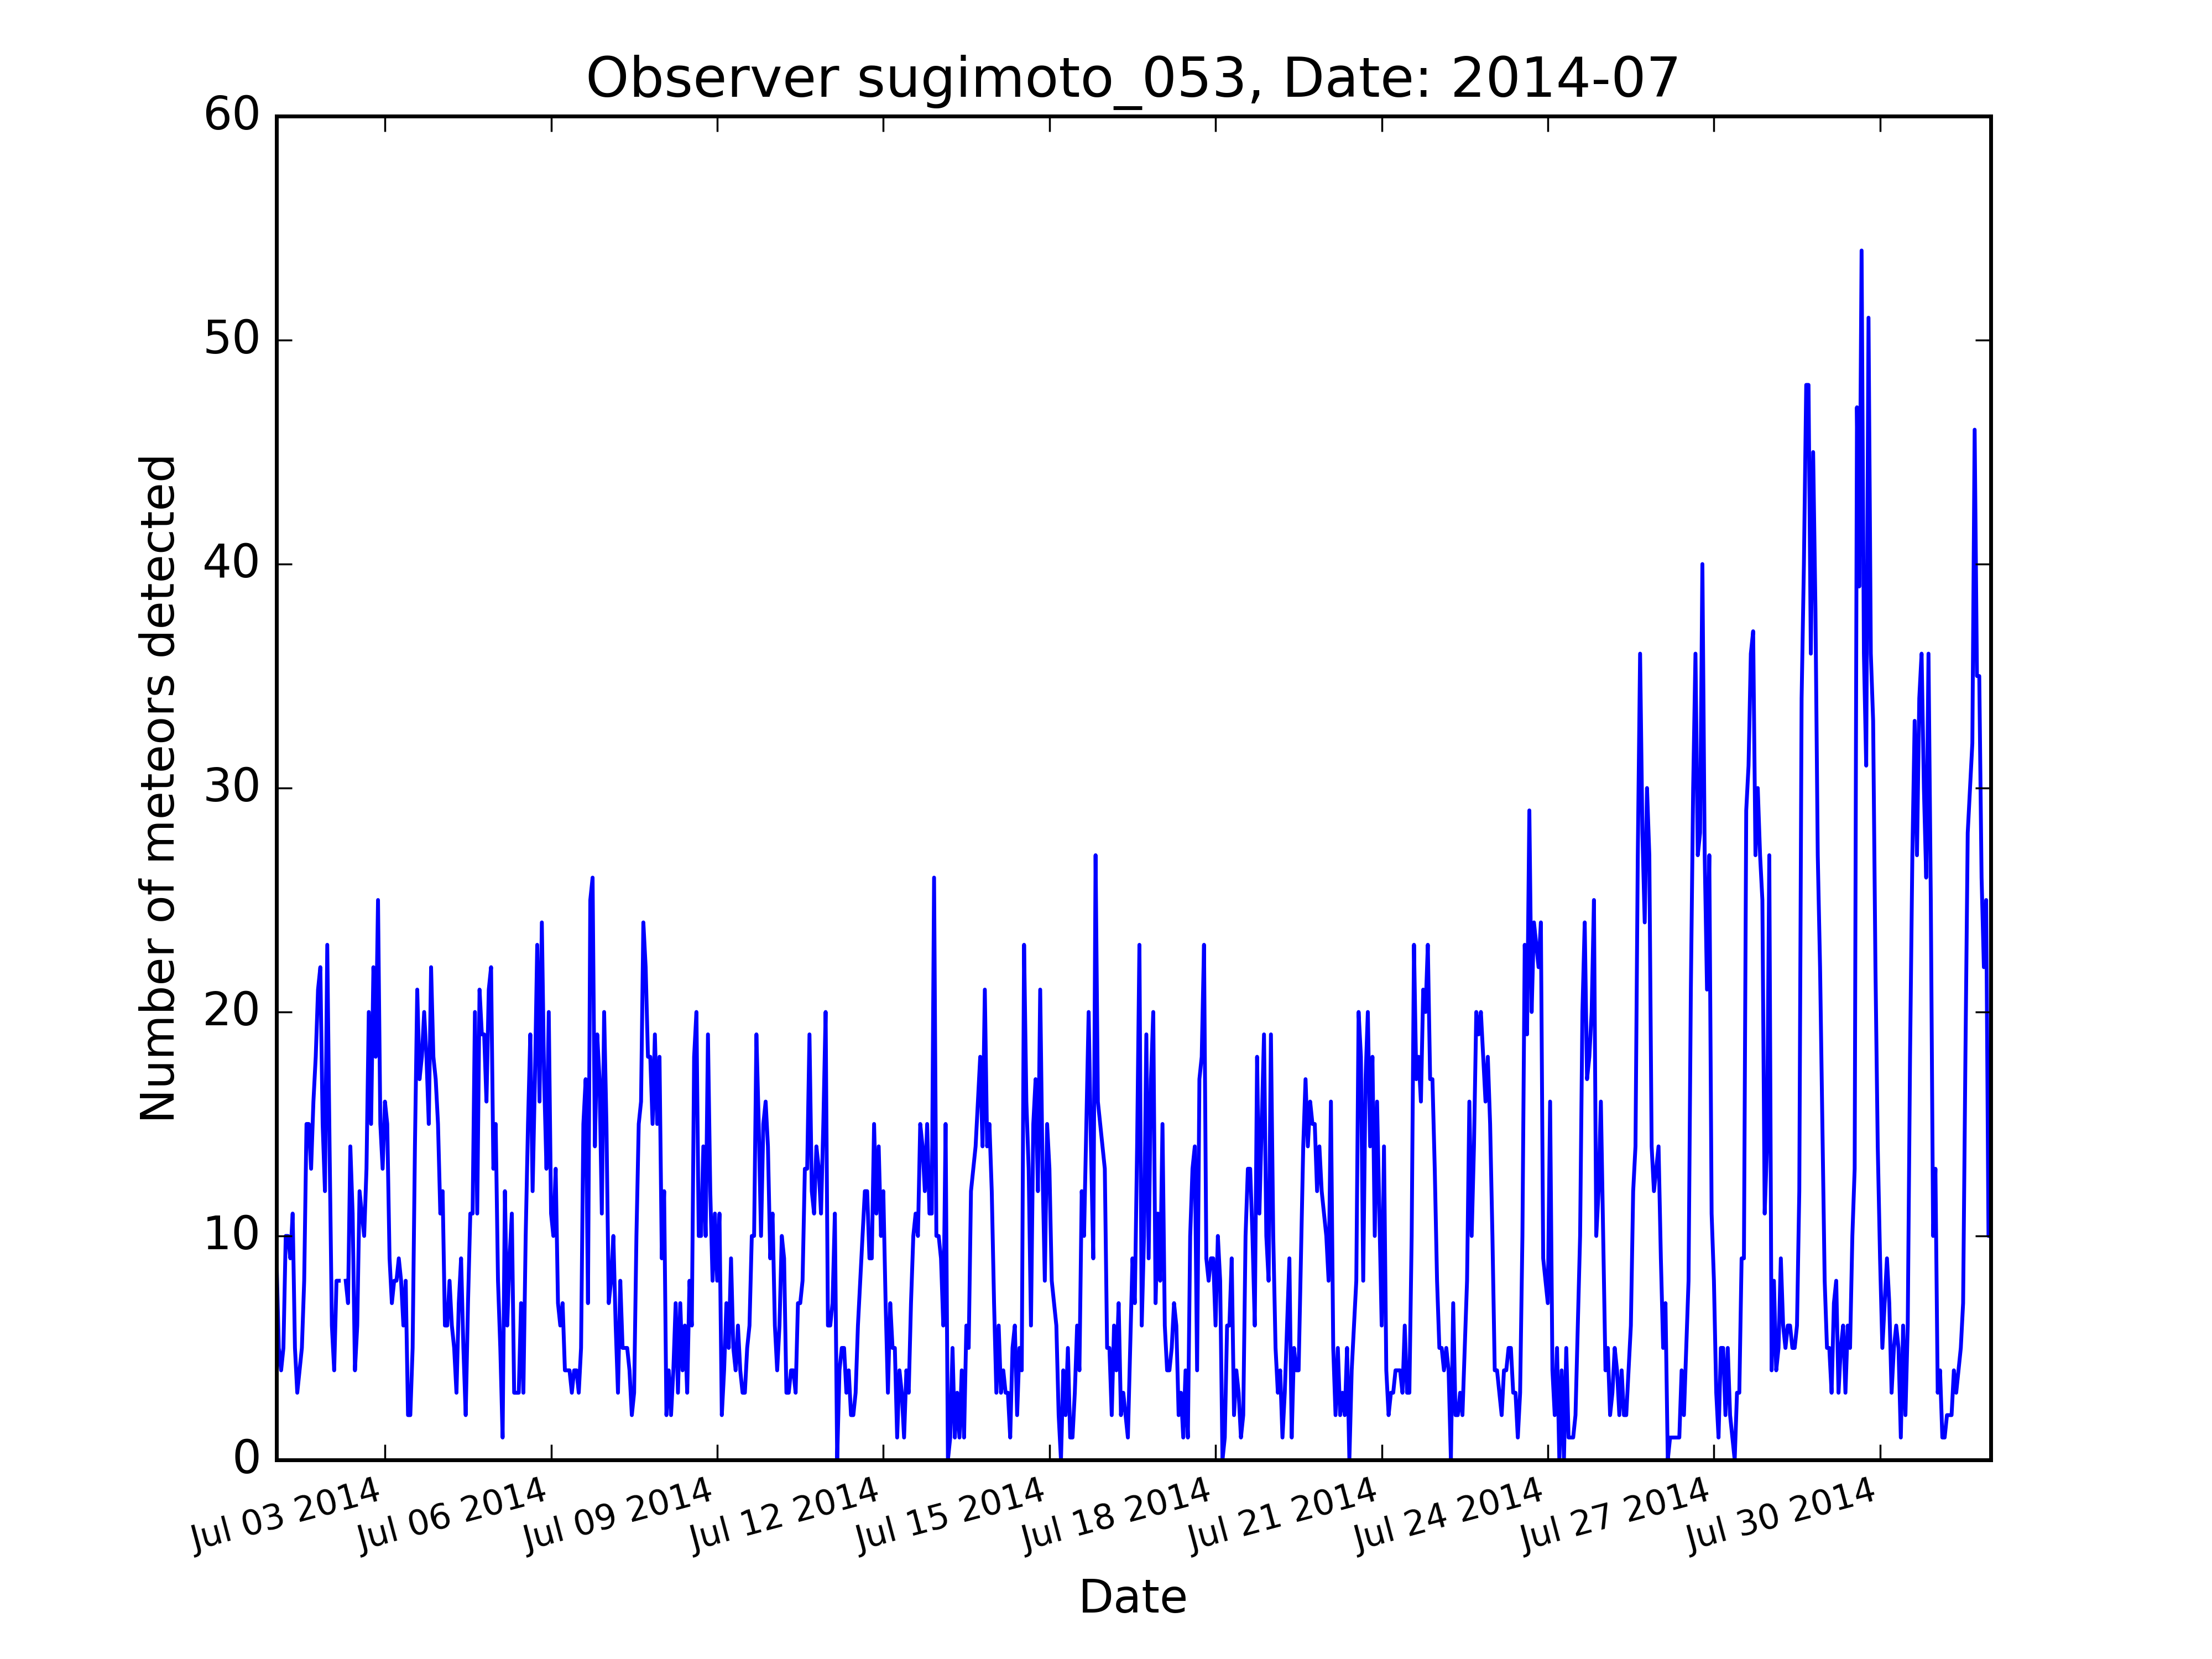 Observer sugimoto_053, Date: 2014-07
60
50
40
30
20
10
0
Number of meteors detected
Jul 03 2014
Jul 06 2014
Jul 09 2014
Jul 12 2014
Jul 15 2014
Jul 18 2014
Jul 21 2014
Jul 24 2014
Jul 27 2014
Jul 30 2014
Date